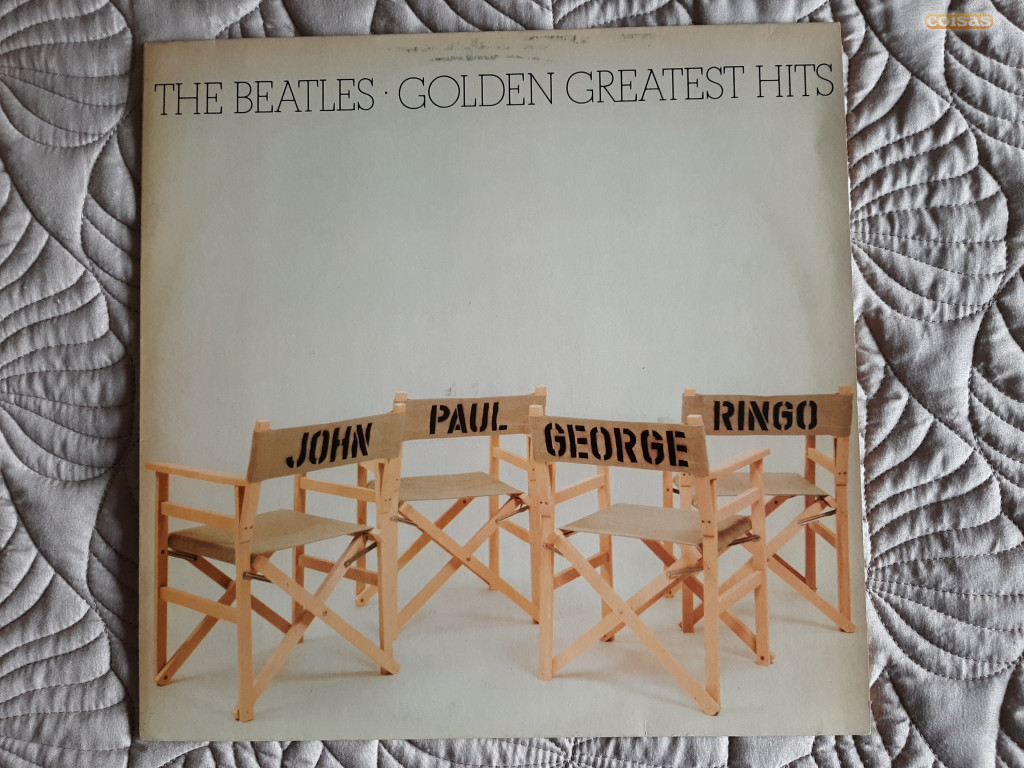 coisas
THE BEATLES · GOLDEN GREATEST HITS
JOHN
PAUL
GEORGE
RINGO